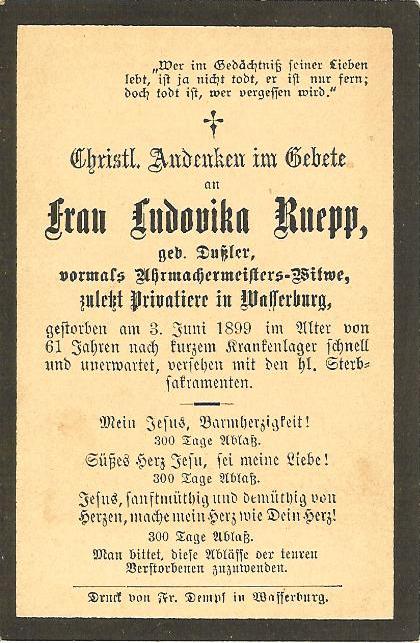 „Wer im Gedächtniß seiner Lieben
lebt, ist ja nicht todt, er ist nur fern;
doch todt ist, wer vergessen wird.“
Christl. Andenken im Gebete
an
Frau Ludovika Ruepp,
geb. Dußler,
vormals Uhrmachermeisters-Witwe,
zuletzt Privatiere in Wasserburg,
gestorben am 3. Juni 1899 im Alter von
61 Jahren nach kurzem Krankenlager schnell
und unerwartet, versehen mit den hl. Sterb-
sakramenten.
Mein Jesus, Barmherzigkeit!
300 Tage Ablaß.
Süßes Herz Jesu, sei meine Liebe!
300 Tage Ablaß.
Jesus, sanftmüthig und demüthig von
Herzen, mache mein Herz wie Dein Herz!
300 Tage Ablaß.
Man bittet, diese Ablässe der teuren
Verstorbenen zuzuwenden.
Druck von Fr. Dempf in Wasserburg.